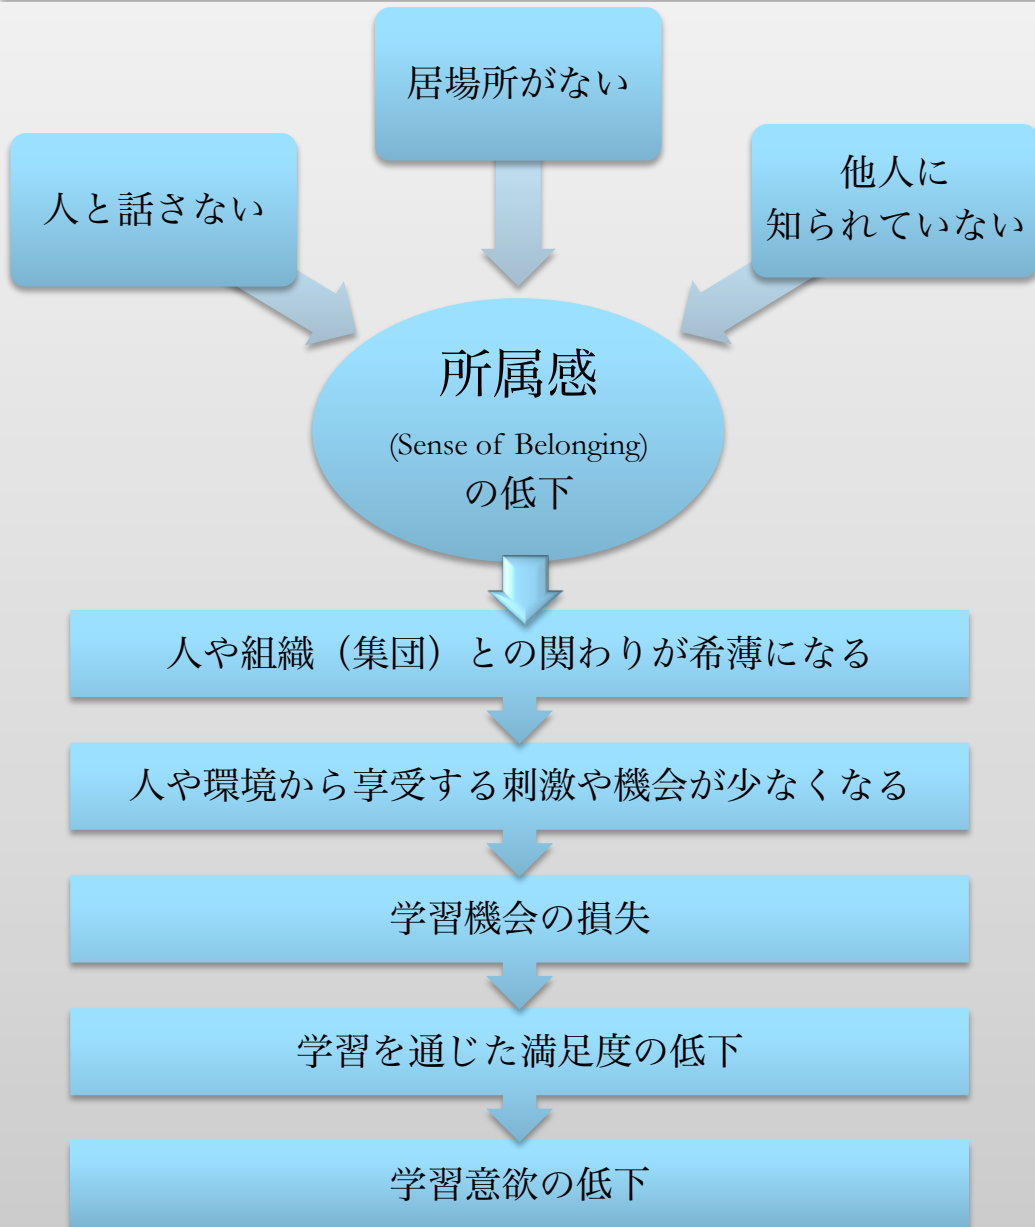 居場所がない
人と話さない
他人に
知られていない
所属感
(Sense of Belonging)
の低下
人や組織（集団）との関わりが希薄になる
人や環境から享受する刺激や機会が少なくなる
学習機会の損失
学習を通じた満足度の低下
学習意欲の低下